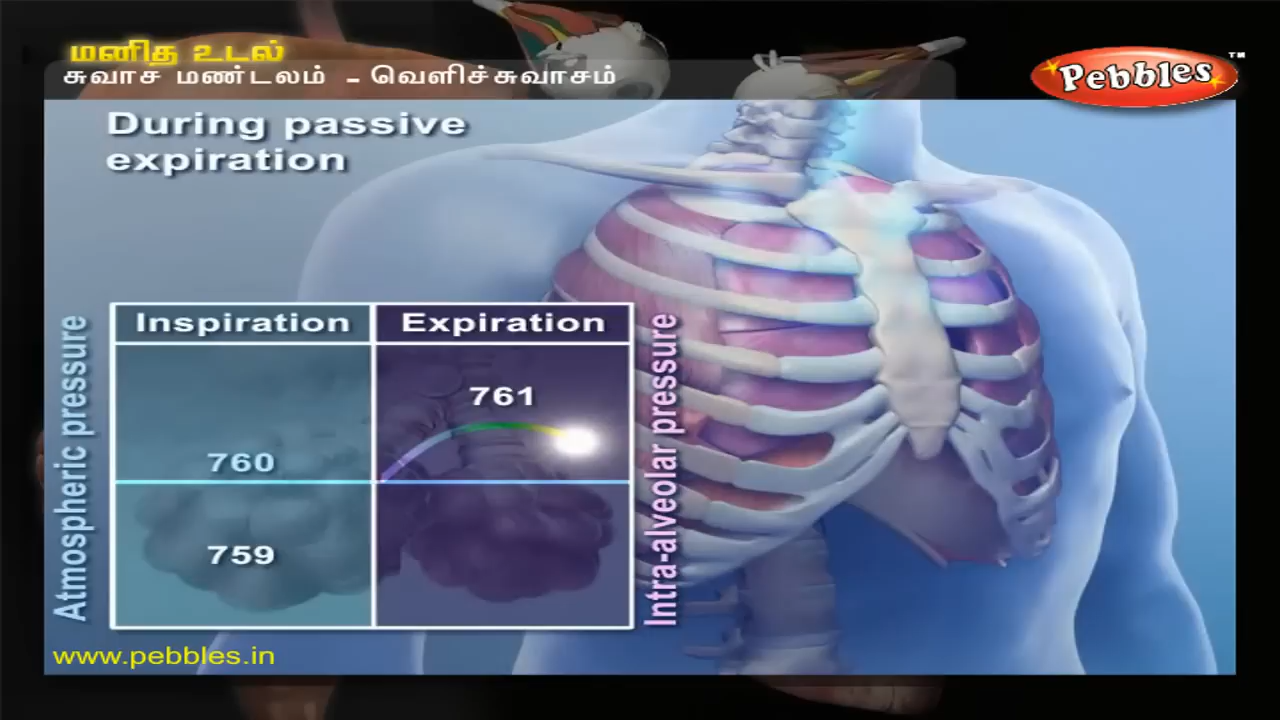 மனித உடல்
சுவாச மண்டலம் - வெளிச்சுவாசம்
Pebbles™
During passive
expiration
Atmospheric pressure
Inspiration
Expiration
761
760
759
Intra-alveolar pressure
www.pebbles.in